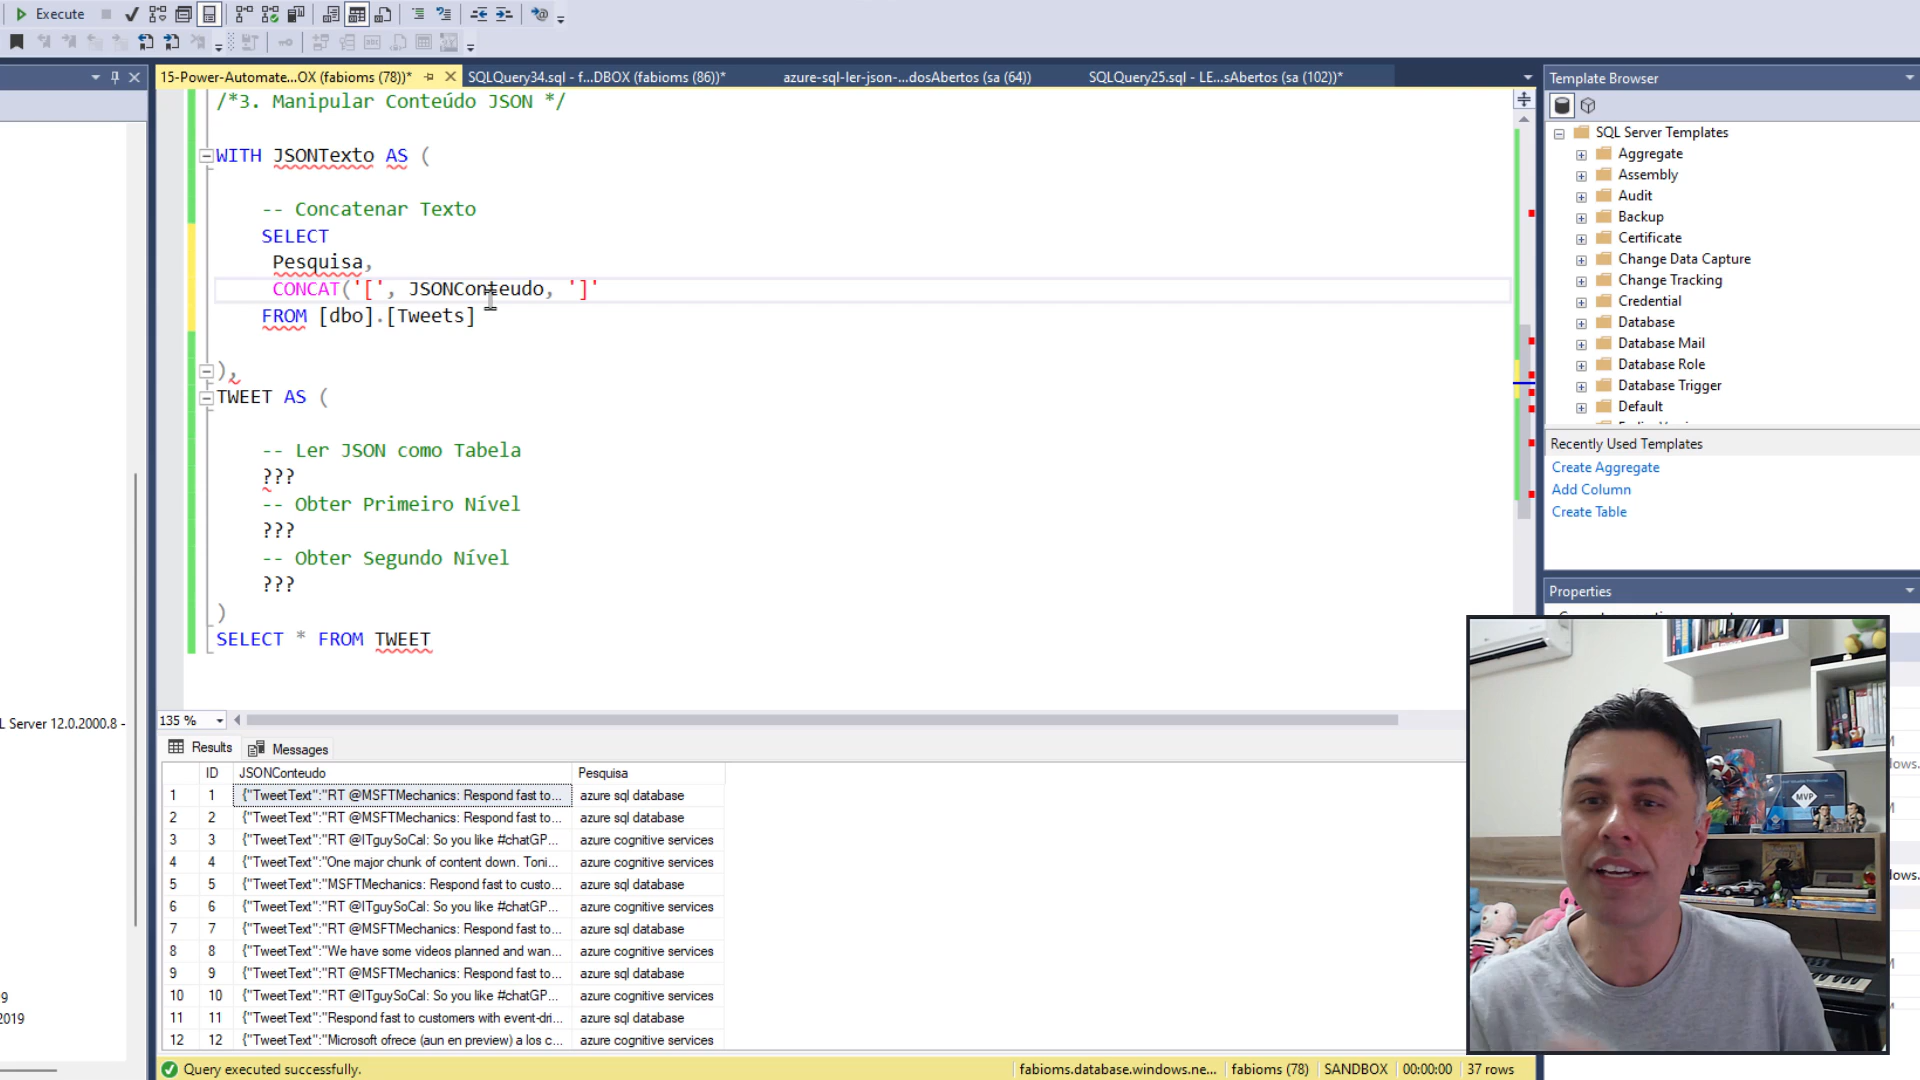 Execute
15-Power-Automate...OX (fabioms (78))*
SQLQuery34.sql - f...DBOX (fabioms (86))*
azure-sql-ler-json-...dosAbertos (sa (64))
SQLQuery25.sql - LE...sAbertos (sa (102))*
/*3. Manipular Conteúdo JSON */
WITH JSONTexto AS (
-- Concatenar Texto
SELECT
Pesquisa,
CONCAT('[', JSONConteudo, ']'
FROM [dbo].[Tweets]
),
TWEET AS (
-- Ler JSON como Tabela
???
-- Obter Primeiro Nível
???
-- Obter Segundo Nível
???
)
SELECT * FROM TWEET
L Server 12.0.2000.8 -
9
2019
135 %
Results
Messages
ID JSONConteudo Pesquisa
1 1 {"TweetText":"RT @MSFTMechanics: Respond fast to... azure sql database
2 2 {"TweetText":"RT @MSFTMechanics: Respond fast to... azure sql database
3 3 {"TweetText":"RT @ITguySoCal: So you like #chatGP... azure cognitive services
4 4 {"TweetText":"One major chunk of content down. Toni... azure cognitive services
5 5 {"TweetText":"MSFTMechanics: Respond fast to custo... azure sql database
6 6 {"TweetText":"RT @ITguySoCal: So you like #chatGP... azure cognitive services
7 7 {"TweetText":"RT @MSFTMechanics: Respond fast to... azure sql database
8 8 {"TweetText":"We have some videos planned and wan... azure cognitive services
9 9 {"TweetText":"RT @MSFTMechanics: Respond fast to... azure sql database
10 10 {"TweetText":"RT @ITguySoCal: So you like #chatGP... azure cognitive services
11 11 {"TweetText":"Respond fast to customers with event-dri... azure sql database
12 12 {"TweetText":"Microsoft ofrece (aun en preview) a los c... azure cognitive services
Query executed successfully.
fabioms.database.windows.ne...
fabioms (78)
SANDBOX
00:00:00
37 rows
Template Browser
SQL Server Templates
Aggregate
Assembly
Audit
Backup
Certificate
Change Data Capture
Change Tracking
Credential
Database
Database Mail
Database Role
Database Trigger
Default
Recently Used Templates
Create Aggregate
Add Column
Create Table
Properties
MVP